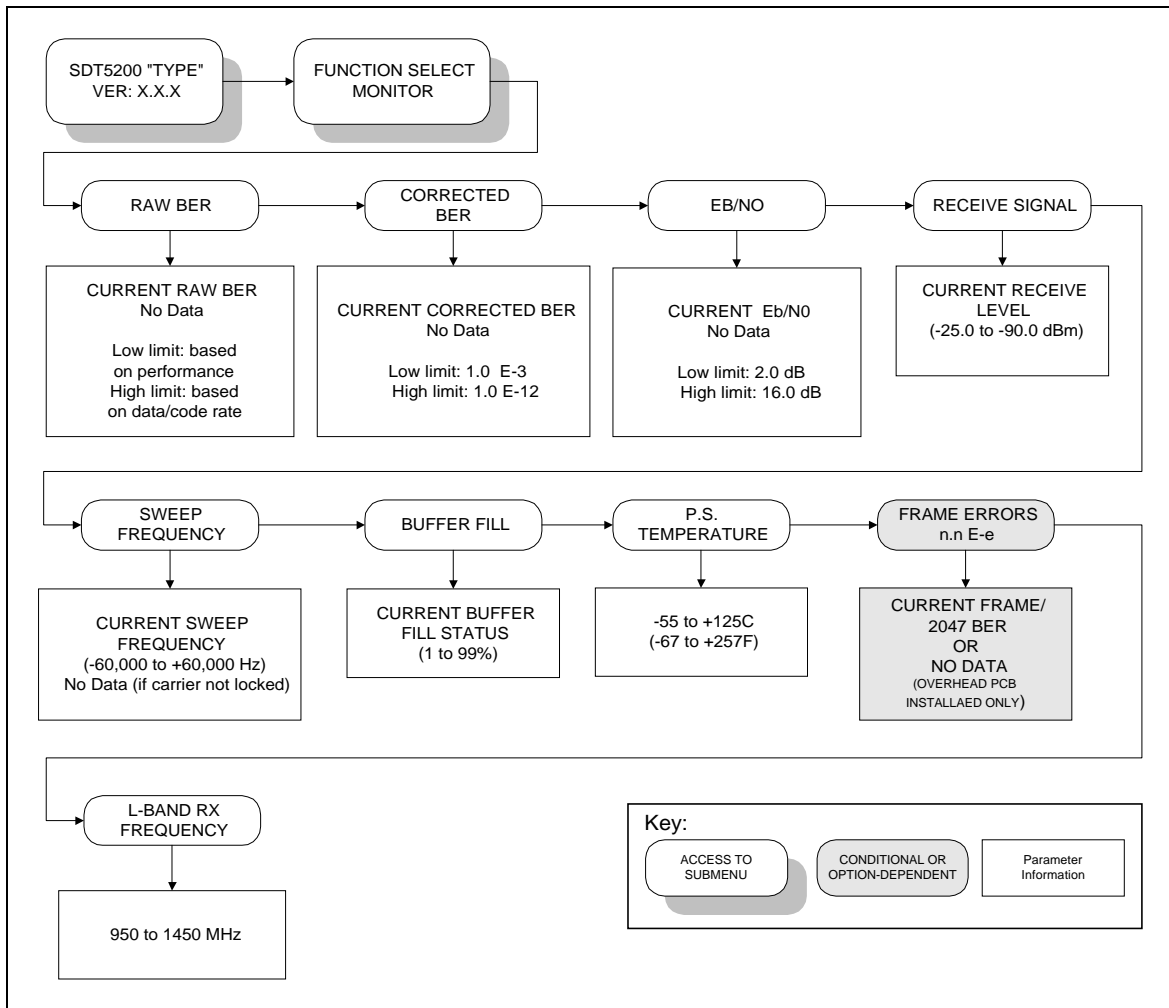 SDT5200 "TYPE"
VER: X.X.X
FUNCTION SELECT
MONITOR
RAW BER
CORRECTED
BER
EB/NO
RECEIVE SIGNAL
CURRENT RAW BER
No Data
Low limit: based
on performance
High limit: based
on data/code rate
CURRENT CORRECTED BER
No Data
Low limit: 1.0 E-3
High limit: 1.0 E-12
CURRENT Eb/N0
No Data
Low limit: 2.0 dB
High limit: 16.0 dB
CURRENT RECEIVE
LEVEL
(-25.0 to -90.0 dBm)
SWEEP
FREQUENCY
BUFFER FILL
P.S.
TEMPERATURE
FRAME ERRORS
n.n E-e
CURRENT SWEEP
FREQUENCY
(-60,000 to +60,000 Hz)
No Data (if carrier not locked)
CURRENT BUFFER
FILL STATUS
(1 to 99%)
-55 to +125C
(-67 to +257F)
CURRENT FRAME/
2047 BER
OR
NO DATA
(OVERHEAD PCB
INSTALLAED ONLY)
L-BAND RX
FREQUENCY
950 to 1450 MHz
Key:
ACCESS TO
SUBMENU
CONDITIONAL OR
OPTION-DEPENDENT
Parameter
Information